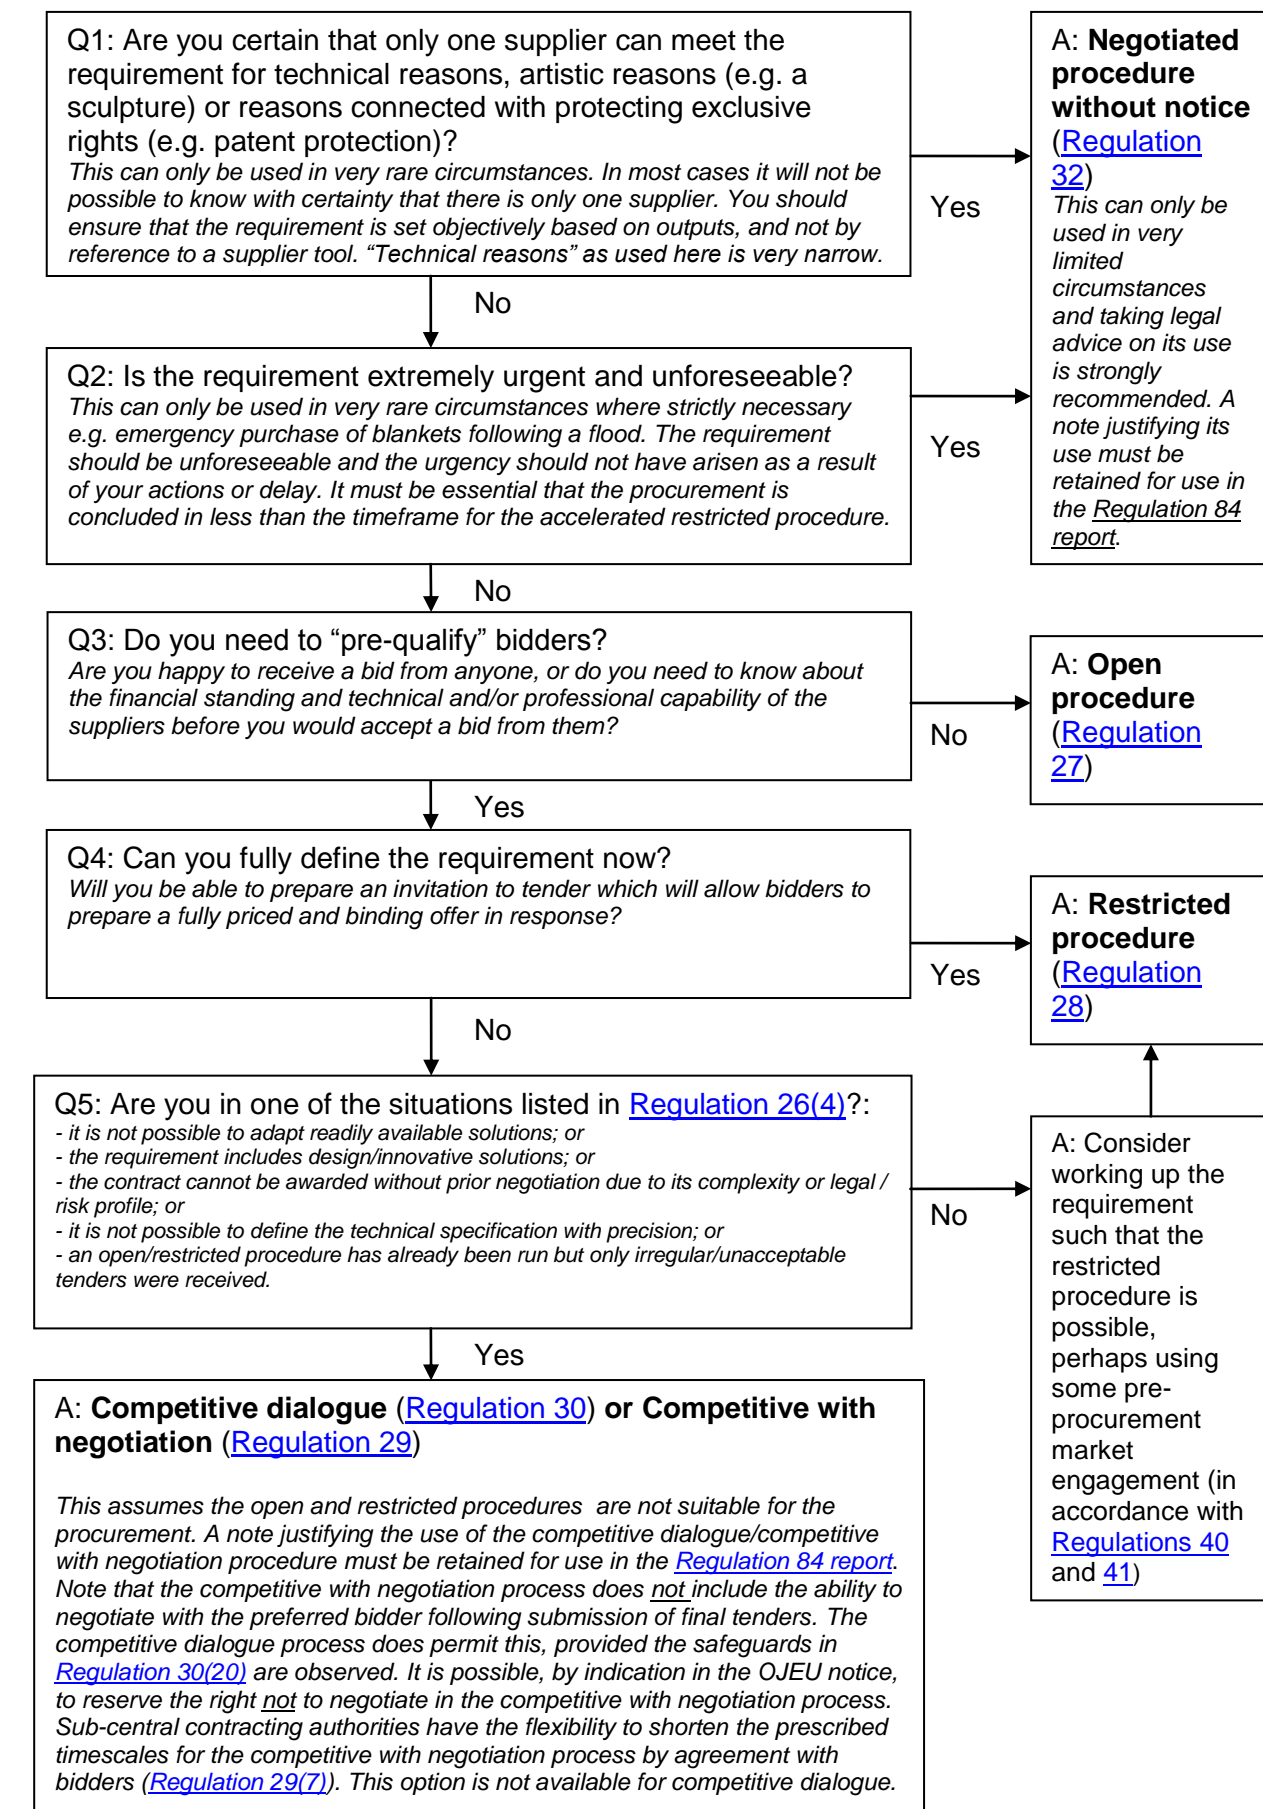 Q1: Are you certain that only one supplier can meet the
requirement for technical reasons, artistic reasons (e.g. a
sculpture) or reasons connected with protecting exclusive
rights (e.g. patent protection)?
This can only be used in very rare circumstances. In most cases it will not be
possible to know with certainty that there is only one supplier. You should
ensure that the requirement is set objectively based on outputs, and not by
reference to a supplier tool. “Technical reasons” as used here is very narrow.
Yes
A: Negotiated
procedure
without notice
(Regulation
32)
This can only be
used in very
limited
circumstances
and taking legal
advice on its use
is strongly
recommended. A
note justifying its
use must be
retained for use in
the Regulation 84
report.
No
Q2: Is the requirement extremely urgent and unforeseeable?
This can only be used in very rare circumstances where strictly necessary
e.g. emergency purchase of blankets following a flood. The requirement
should be unforeseeable and the urgency should not have arisen as a result
of your actions or delay. It must be essential that the procurement is
concluded in less than the timeframe for the accelerated restricted procedure.
Yes
No
Q3: Do you need to “pre-qualify” bidders?
Are you happy to receive a bid from anyone, or do you need to know about
the financial standing and technical and/or professional capability of the
suppliers before you would accept a bid from them?
No
A: Open
procedure
(Regulation
27)
Yes
Q4: Can you fully define the requirement now?
Will you be able to prepare an invitation to tender which will allow bidders to
prepare a fully priced and binding offer in response?
Yes
A: Restricted
procedure
(Regulation
28)
No
Q5: Are you in one of the situations listed in Regulation 26(4)?:
- it is not possible to adapt readily available solutions; or
- the requirement includes design/innovative solutions; or
- the contract cannot be awarded without prior negotiation due to its complexity or legal /
risk profile; or
- it is not possible to define the technical specification with precision; or
- an open/restricted procedure has already been run but only irregular/unacceptable
tenders were received.
No
A: Consider
working up the
requirement
such that the
restricted
procedure is
possible,
perhaps using
some pre-
procurement
market
engagement (in
accordance with
Regulations 40
and 41)
Yes
A: Competitive dialogue (Regulation 30) or Competitive with
negotiation (Regulation 29)
This assumes the open and restricted procedures are not suitable for the
procurement. A note justifying the use of the competitive dialogue/competitive
with negotiation procedure must be retained for use in the Regulation 84 report.
Note that the competitive with negotiation process does not include the ability to
negotiate with the preferred bidder following submission of final tenders. The
competitive dialogue process does permit this, provided the safeguards in
Regulation 30(20) are observed. It is possible, by indication in the OJEU notice,
to reserve the right not to negotiate in the competitive with negotiation process.
Sub-central contracting authorities have the flexibility to shorten the prescribed
timescales for the competitive with negotiation process by agreement with
bidders (Regulation 29(7)). This option is not available for competitive dialogue.